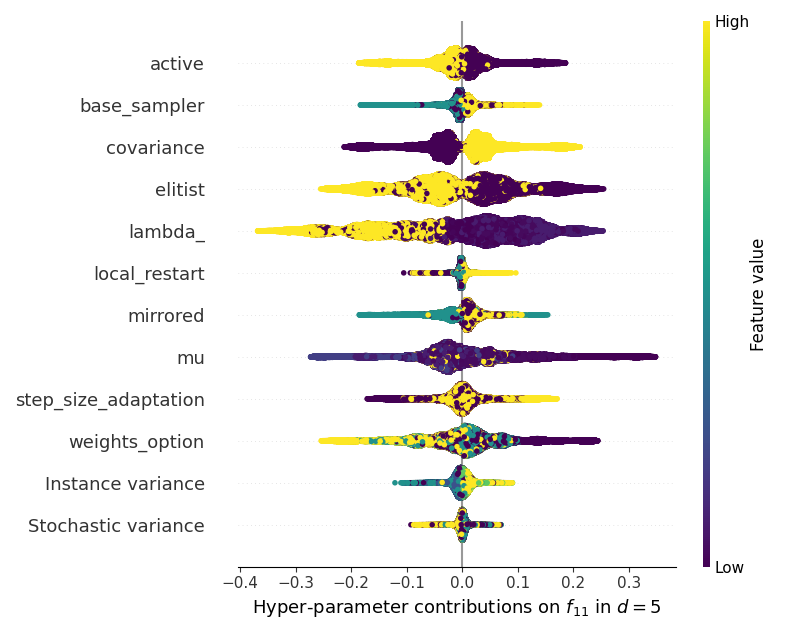 High
active
base_sampler
covariance
elitist
lambda_
local_restart
mirrored
mu
step_size_adaptation
weights_option
Instance variance
Stochastic variance
Feature value
Low
−0.4 −0.3 −0.2 −0.1 0.0 0.1 0.2 0.3
Hyper-parameter contributions on f₁₁ in d = 5